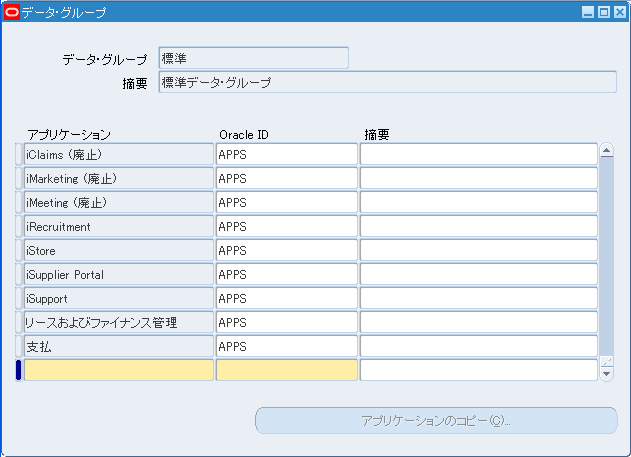 データ・グループ
データ・グループ 標準
摘要 標準データ・グループ
アプリケーション Oracle ID 摘要
iClaims (廃止) APPS
iMarketing (廃止) APPS
iMeeting (廃止) APPS
iRecruitment APPS
iStore APPS
iSupplier Portal APPS
iSupport APPS
リースおよびファイナンス管理 APPS
支払 APPS
アプリケーションのコピー(C)...